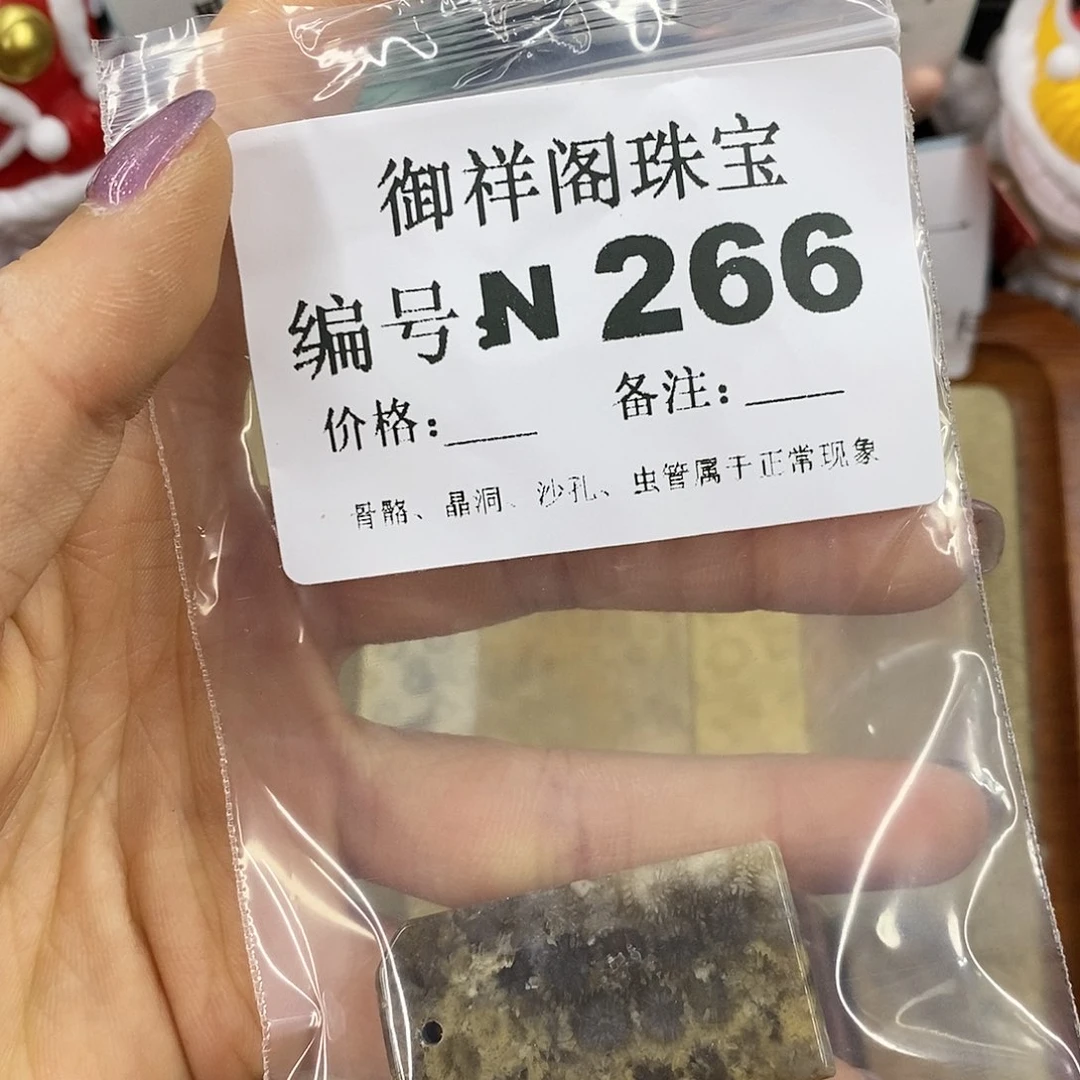 御祥阁珠宝
编号N 266
价格:____ 备注:____
骨骼、晶洞、沙孔、虫管属于正常现象